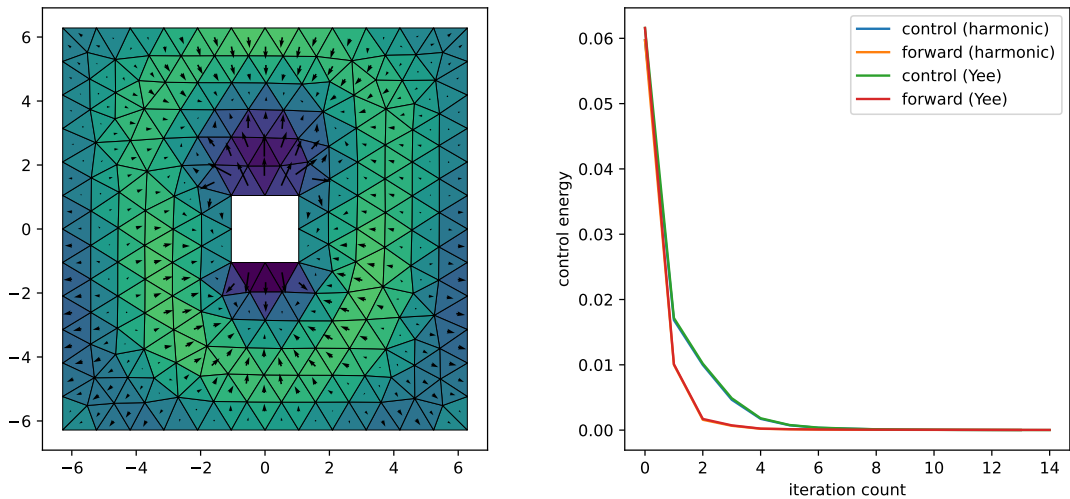 6
4
2
0
−2
−4
−6
−6 −4 −2 0 2 4 6
control energy
0.06
0.05
0.04
0.03
0.02
0.01
0.00
control (harmonic)
forward (harmonic)
control (Yee)
forward (Yee)
0 2 4 6 8 10 12 14
iteration count